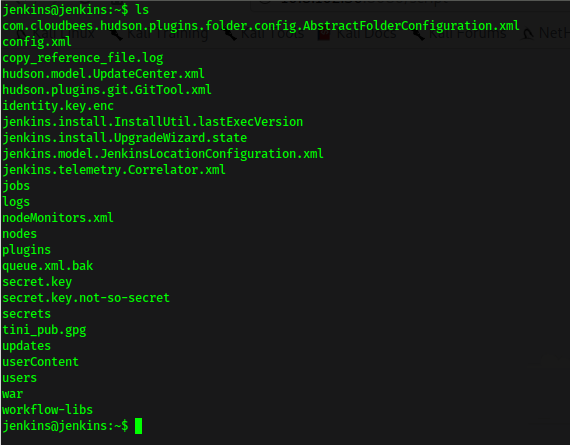 jenkins@jenkins:~$ ls
com.cloudbees.hudson.plugins.folder.config.AbstractFolderConfiguration.xml
config.xml
copy_reference_file.log
hudson.model.UpdateCenter.xml
hudson.plugins.git.GitTool.xml
identity.key.enc
jenkins.install.InstallUtil.lastExecVersion
jenkins.install.UpgradeWizard.state
jenkins.model.JenkinsLocationConfiguration.xml
jenkins.telemetry.Correlator.xml
jobs
logs
nodeMonitors.xml
nodes
plugins
queue.xml.bak
secret.key
secret.key.not-so-secret
secrets
tini_pub.gpg
updates
userContent
users
war
workflow-libs
jenkins@jenkins:~$